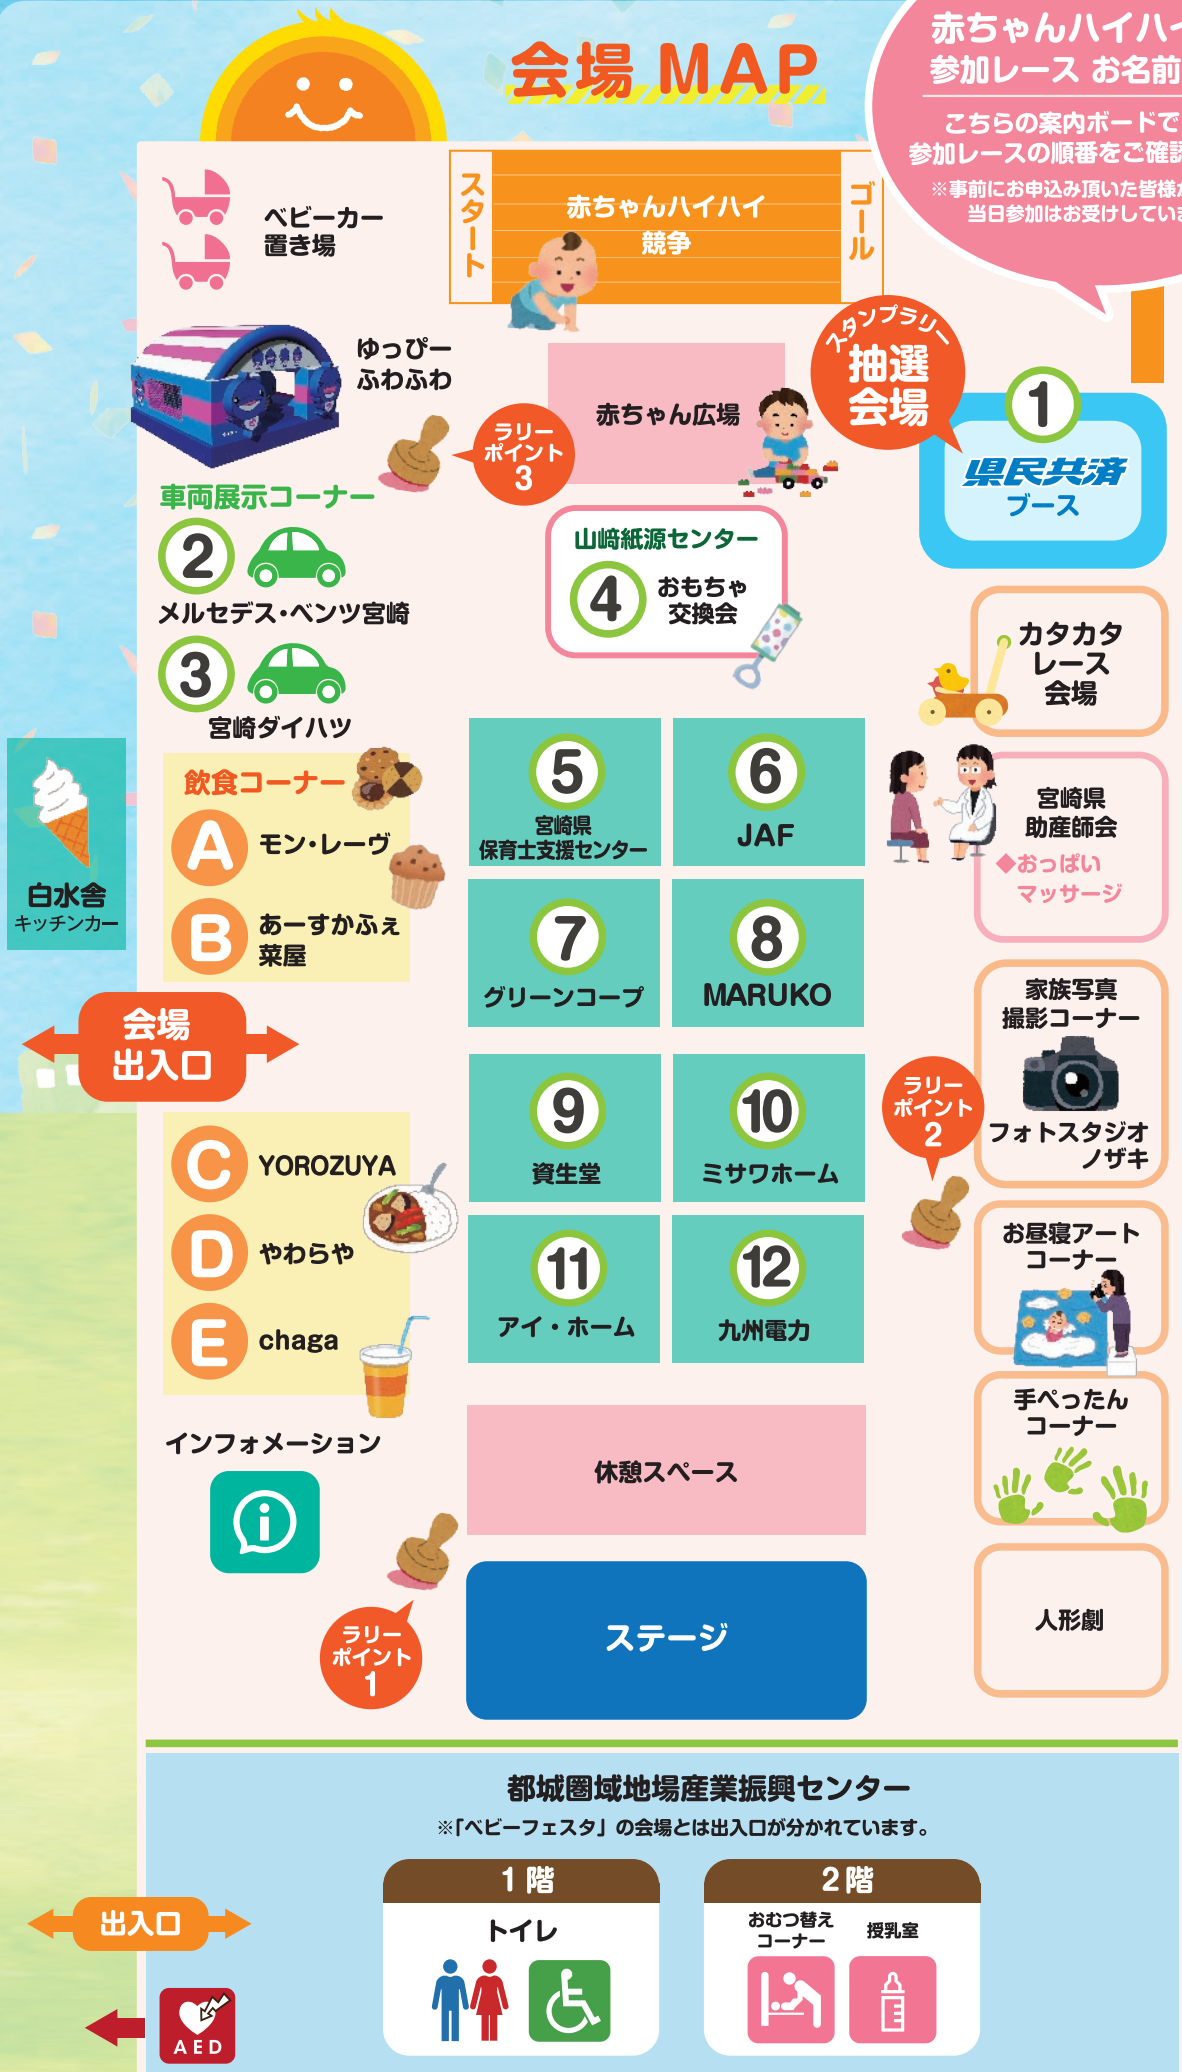 会場 MAP
赤ちゃんハイハイ
参加レース お名前
こちらの案内ボードで
参加レースの順番をご確認
※事前にお申込み頂いた皆様が
当日参加はお受けしていま
ベビーカー
置き場
スタート
赤ちゃんハイハイ
競争
ゴール
ゆっぴー
ふわふわ
ラリー
ポイント
3
赤ちゃん広場
スタンプラリー
抽選
会場
1
県民共済
ブース
車両展示コーナー
2
メルセデス・ベンツ宮崎
3
宮崎ダイハツ
山﨑紙源センター
4
おもちゃ
交換会
カタカタ
レース
会場
白水舎
キッチンカー
飲食コーナー
A
モン・レーヴ
B
あーすかふぇ
菜屋
5
宮崎県
保育士支援センター
6
JAF
7
グリーンコープ
8
MARUKO
宮崎県
助産師会
◆おっぱい
マッサージ
会場
出入口
家族写真
撮影コーナー
フォトスタジオ
ノザキ
ラリー
ポイント
2
C
YOROZUYA
D
やわらや
E
chaga
9
資生堂
10
ミサワホーム
11
アイ・ホーム
12
九州電力
お昼寝アート
コーナー
手ぺったん
コーナー
インフォメーション
i
休憩スペース
ラリー
ポイント
1
ステージ
人形劇
都城圏域地場産業振興センター
※「ベビーフェスタ」の会場とは出入口が分かれています。
出入口
1階
トイレ
2階
おむつ替え
コーナー
授乳室
AED